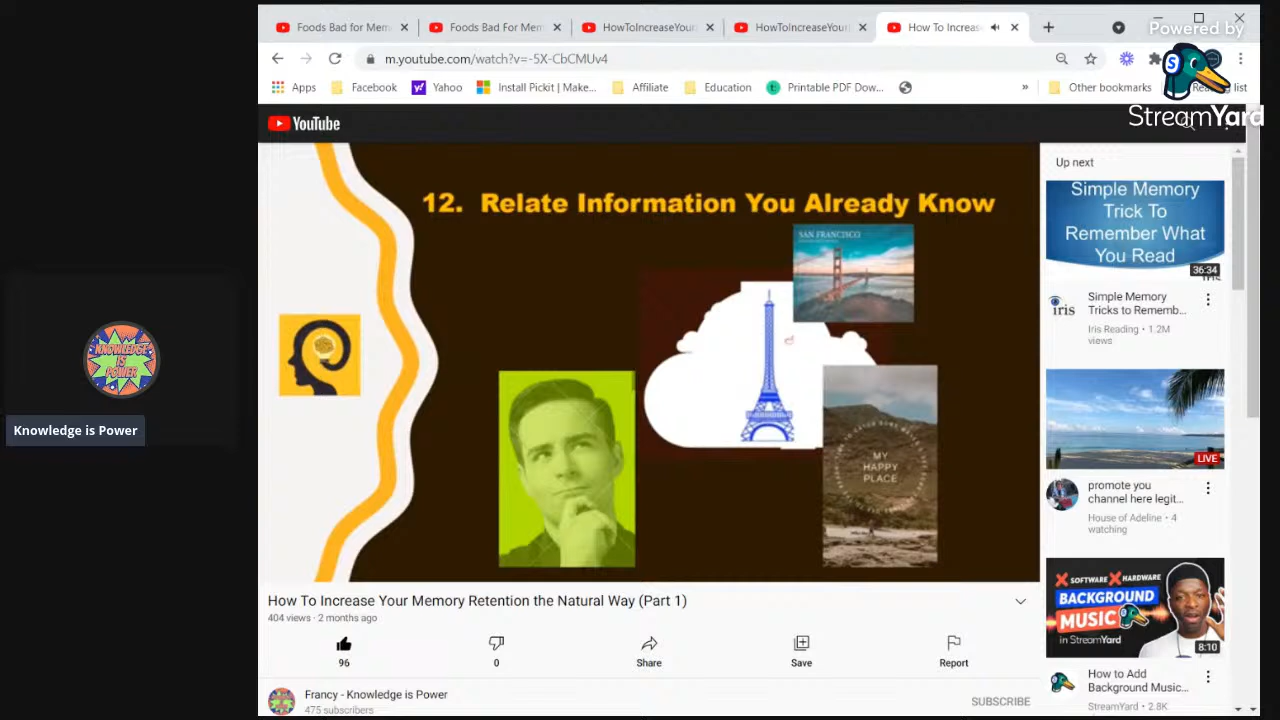 Foods Bad for Mem
Foods Bad For Mem
HowToIncreaseYour
HowToIncreaseYour
How To Increas
Powered by
m.youtube.com/watch?v=-5X-CbCMUv4
Apps
Facebook
Yahoo
Install Pickit | Make...
Affiliate
Education
Printable PDF Dow...
»
Other bookmarks
list
StreamYard
YouTube
Up next
12. Relate Information You Already Know
SAN FRANCISCO
MY
HAPPY
PLACE
Simple Memory
Trick To
Remember What
You Read
36:34
iris
Simple Memory
Tricks to Rememb...
Iris Reading • 1.2M
views
KNOWLEDGE
IS
POWER
Knowledge is Power
LIVE
promote you
channel here legit...
House of Adeline • 4
watching
SOFTWARE HARDWARE
BACKGROUND
MUSIC
in StreamYard
8:10
How to Add
Background Music...
StreamYard • 2.8K
How To Increase Your Memory Retention the Natural Way (Part 1)
404 views · 2 months ago
96
0
Share
Save
Report
Francy - Knowledge is Power
475 subscribers
SUBSCRIBE